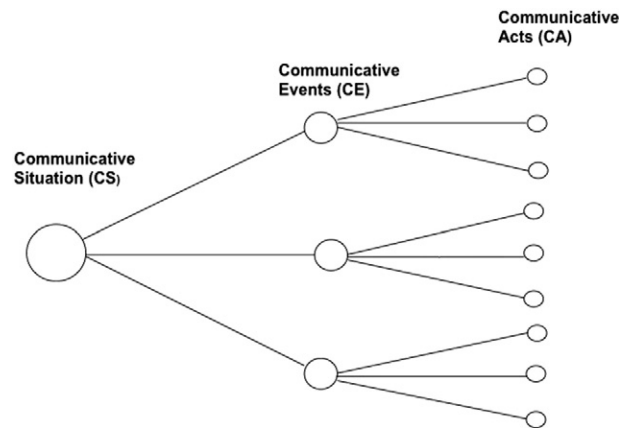 Communicative
Acts (CA)
Communicative
Events (CE)
Communicative
Situation (CS)